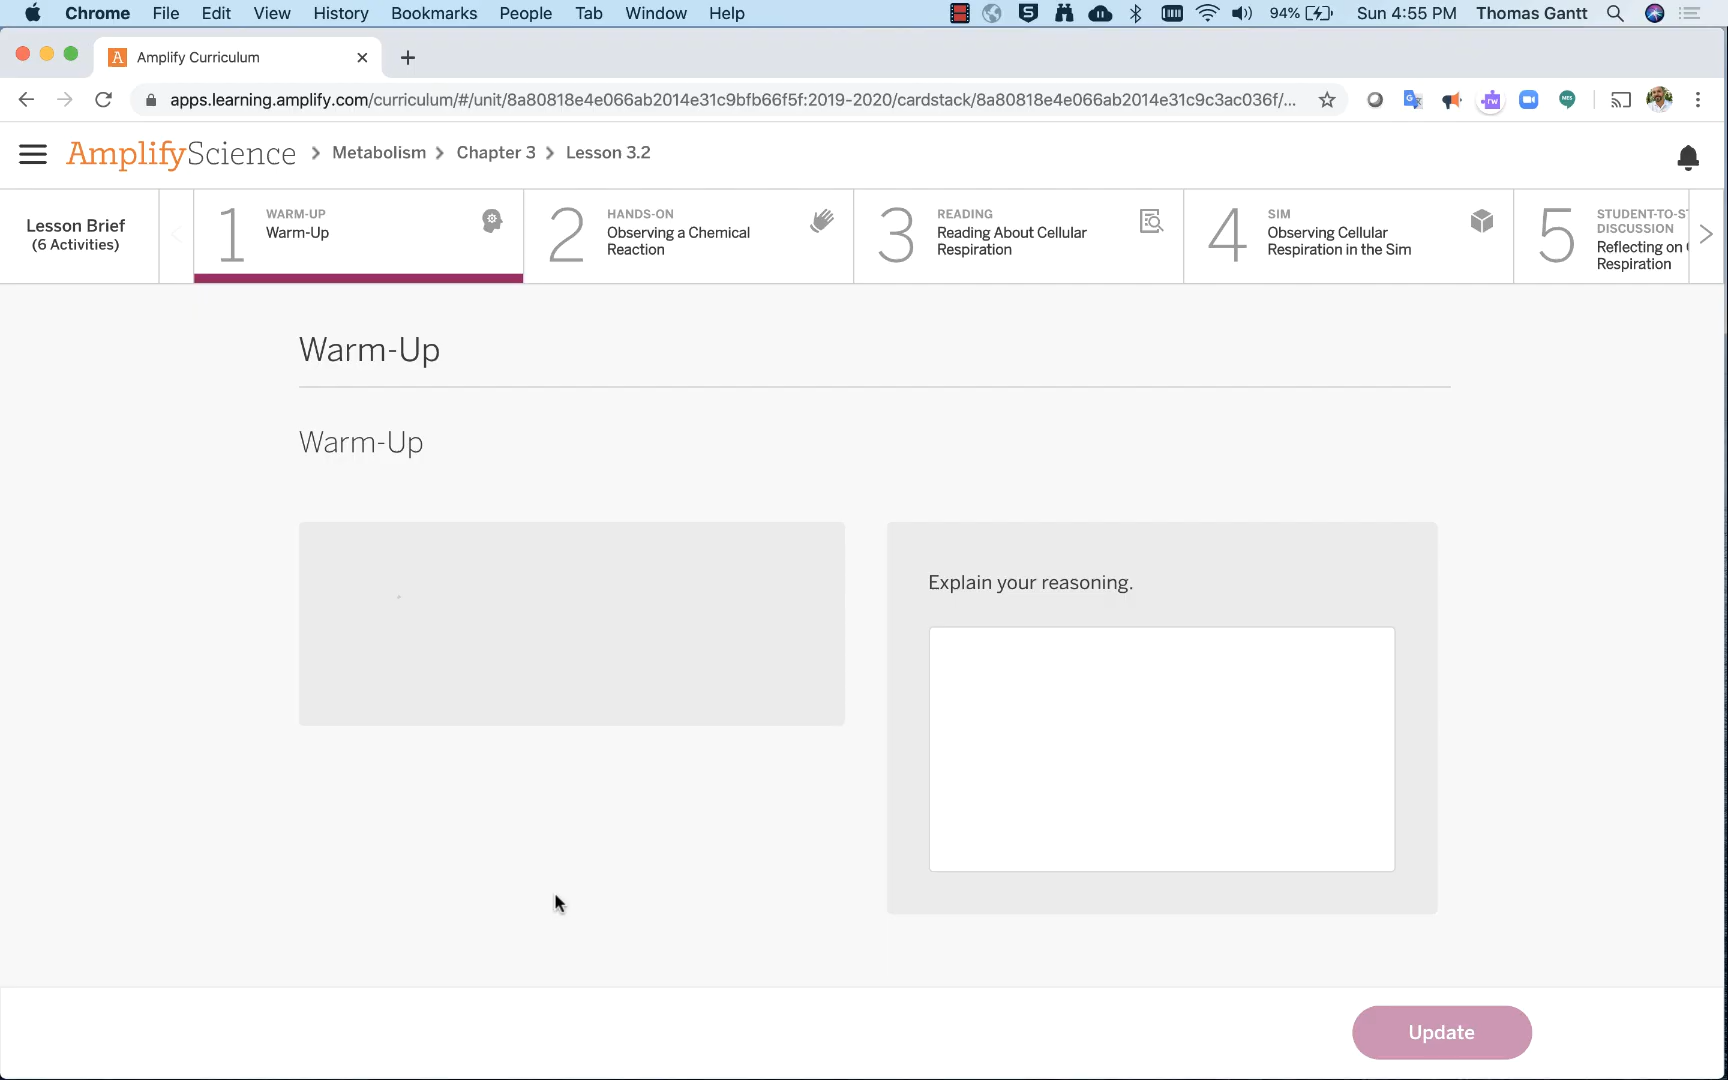 Chrome File Edit View History Bookmarks People Tab Window Help 94% Sun 4:55 PM Thomas Gantt
Amplify Curriculum
apps.learning.amplify.com/curriculum/#/unit/8a80818e4e066ab2014e31c9bfb66f5f:2019-2020/cardstack/8a80818e4e066ab2014e31c9c3ac036f/...
AmplifyScience > Metabolism > Chapter 3 > Lesson 3.2
Lesson Brief
(6 Activities)
1
WARM-UP
Warm-Up
2
HANDS-ON
Observing a Chemical
Reaction
3
READING
Reading About Cellular
Respiration
4
SIM
Observing Cellular
Respiration in the Sim
5
STUDENT-TO-S
DISCUSSION
Reflecting on
Respiration
Warm-Up
Warm-Up
Explain your reasoning.
Update